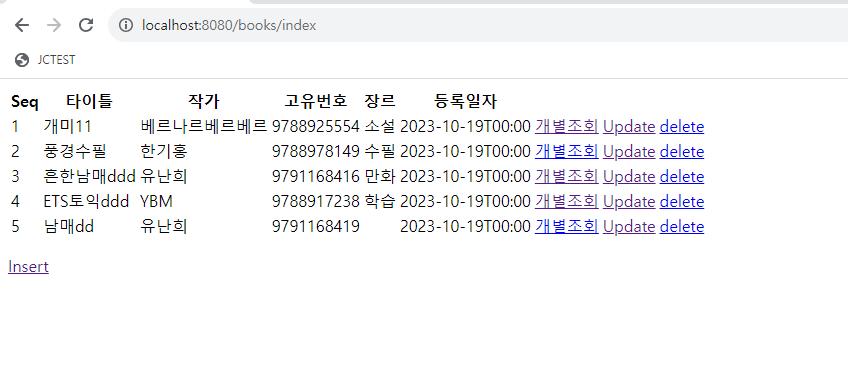 localhost:8080/books/index
JCTEST
Seq 타이틀 작가 고유번호 장르 등록일자
1 개미11 베르나르베르베르 9788925554 소설 2023-10-19T00:00 개별조회 Update delete
2 풍경수필 한기홍 9788978149 수필 2023-10-19T00:00 개별조회 Update delete
3 흔한남매ddd 유난희 9791168416 만화 2023-10-19T00:00 개별조회 Update delete
4 ETS토익ddd YBM 9788917238 학습 2023-10-19T00:00 개별조회 Update delete
5 남매dd 유난희 9791168419 2023-10-19T00:00 개별조회 Update delete
Insert